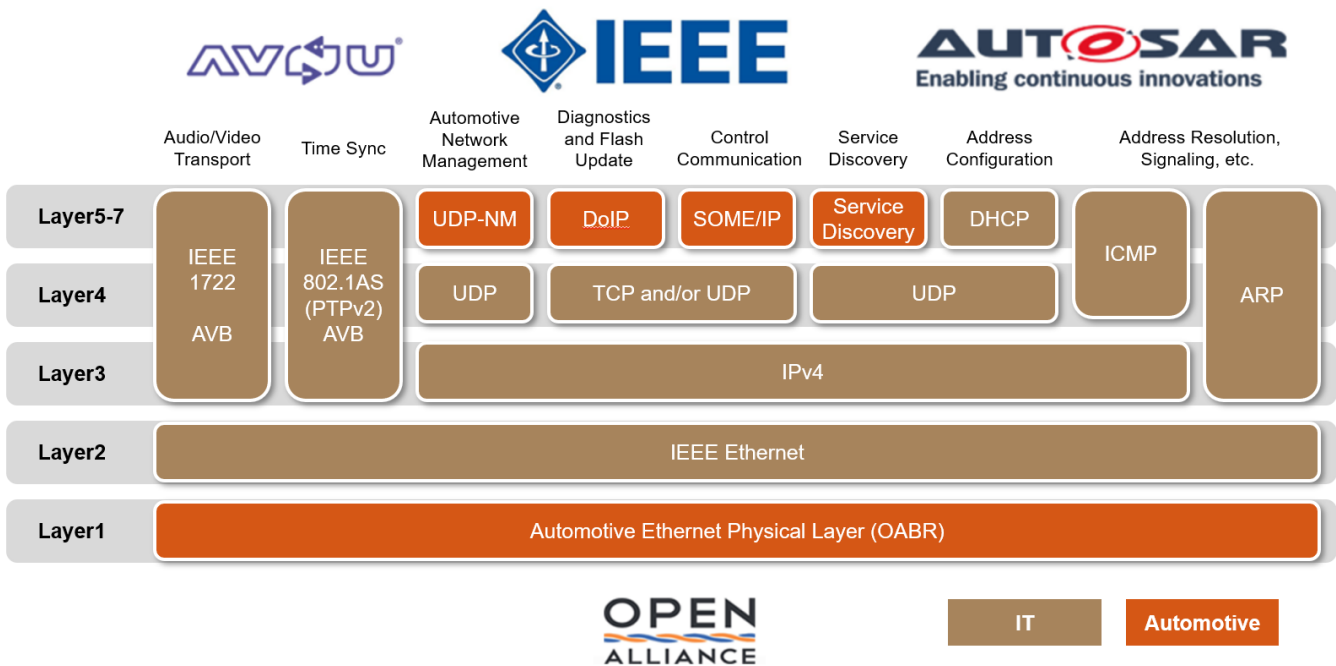 AVNU
IEEE
AUTOSAR
Enabling continuous innovations
Audio/Video
Transport
Time Sync
Automotive
Network
Management
Diagnostics
and Flash
Update
Control
Communication
Service
Discovery
Address
Configuration
Address Resolution,
Signaling, etc.
Layer5-7
IEEE
1722
AVB
IEEE
802.1AS
(PTPv2)
AVB
UDP-NM
DoIP
SOME/IP
Service
Discovery
DHCP
ICMP
ARP
Layer4
UDP
TCP and/or UDP
UDP
Layer3
IPv4
Layer2
IEEE Ethernet
Layer1
Automotive Ethernet Physical Layer (OABR)
OPEN
ALLIANCE
IT
Automotive